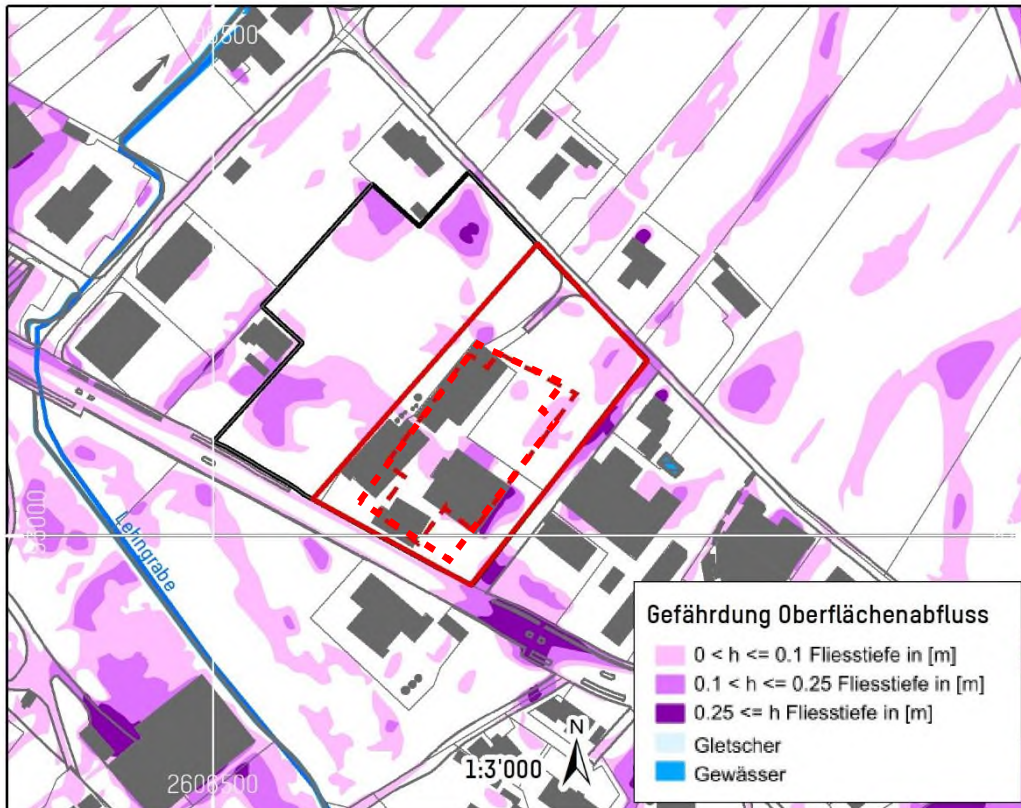 Lehngrabe
Gefährdung Oberflächenabfluss
0 < h <= 0.1 Fliesstiefe in [m]
0.1 < h <= 0.25 Fliesstiefe in [m]
0.25 <= h Fliesstiefe in [m]
Gletscher
Gewässer
N
1:3'000
2606500